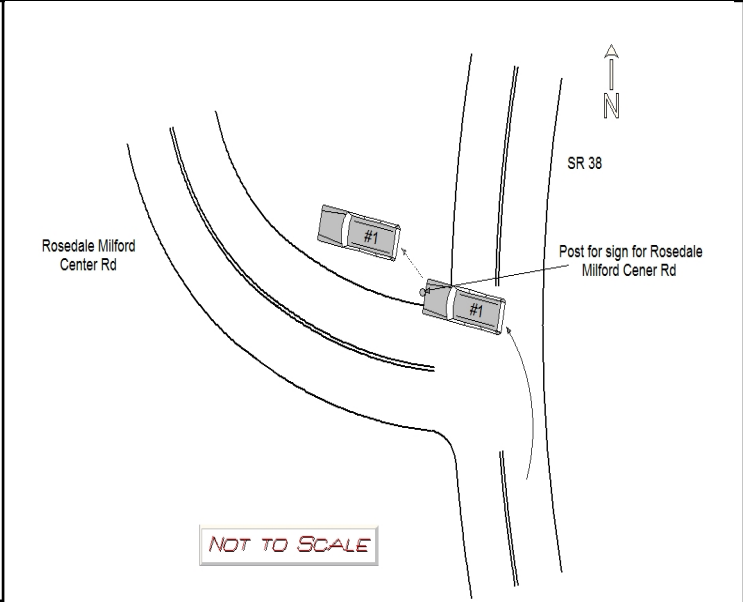 N
SR 38
Rosedale Milford
Center Rd
Post for sign for Rosedale
Milford Cener Rd
#1
#1
NOT TO SCALE